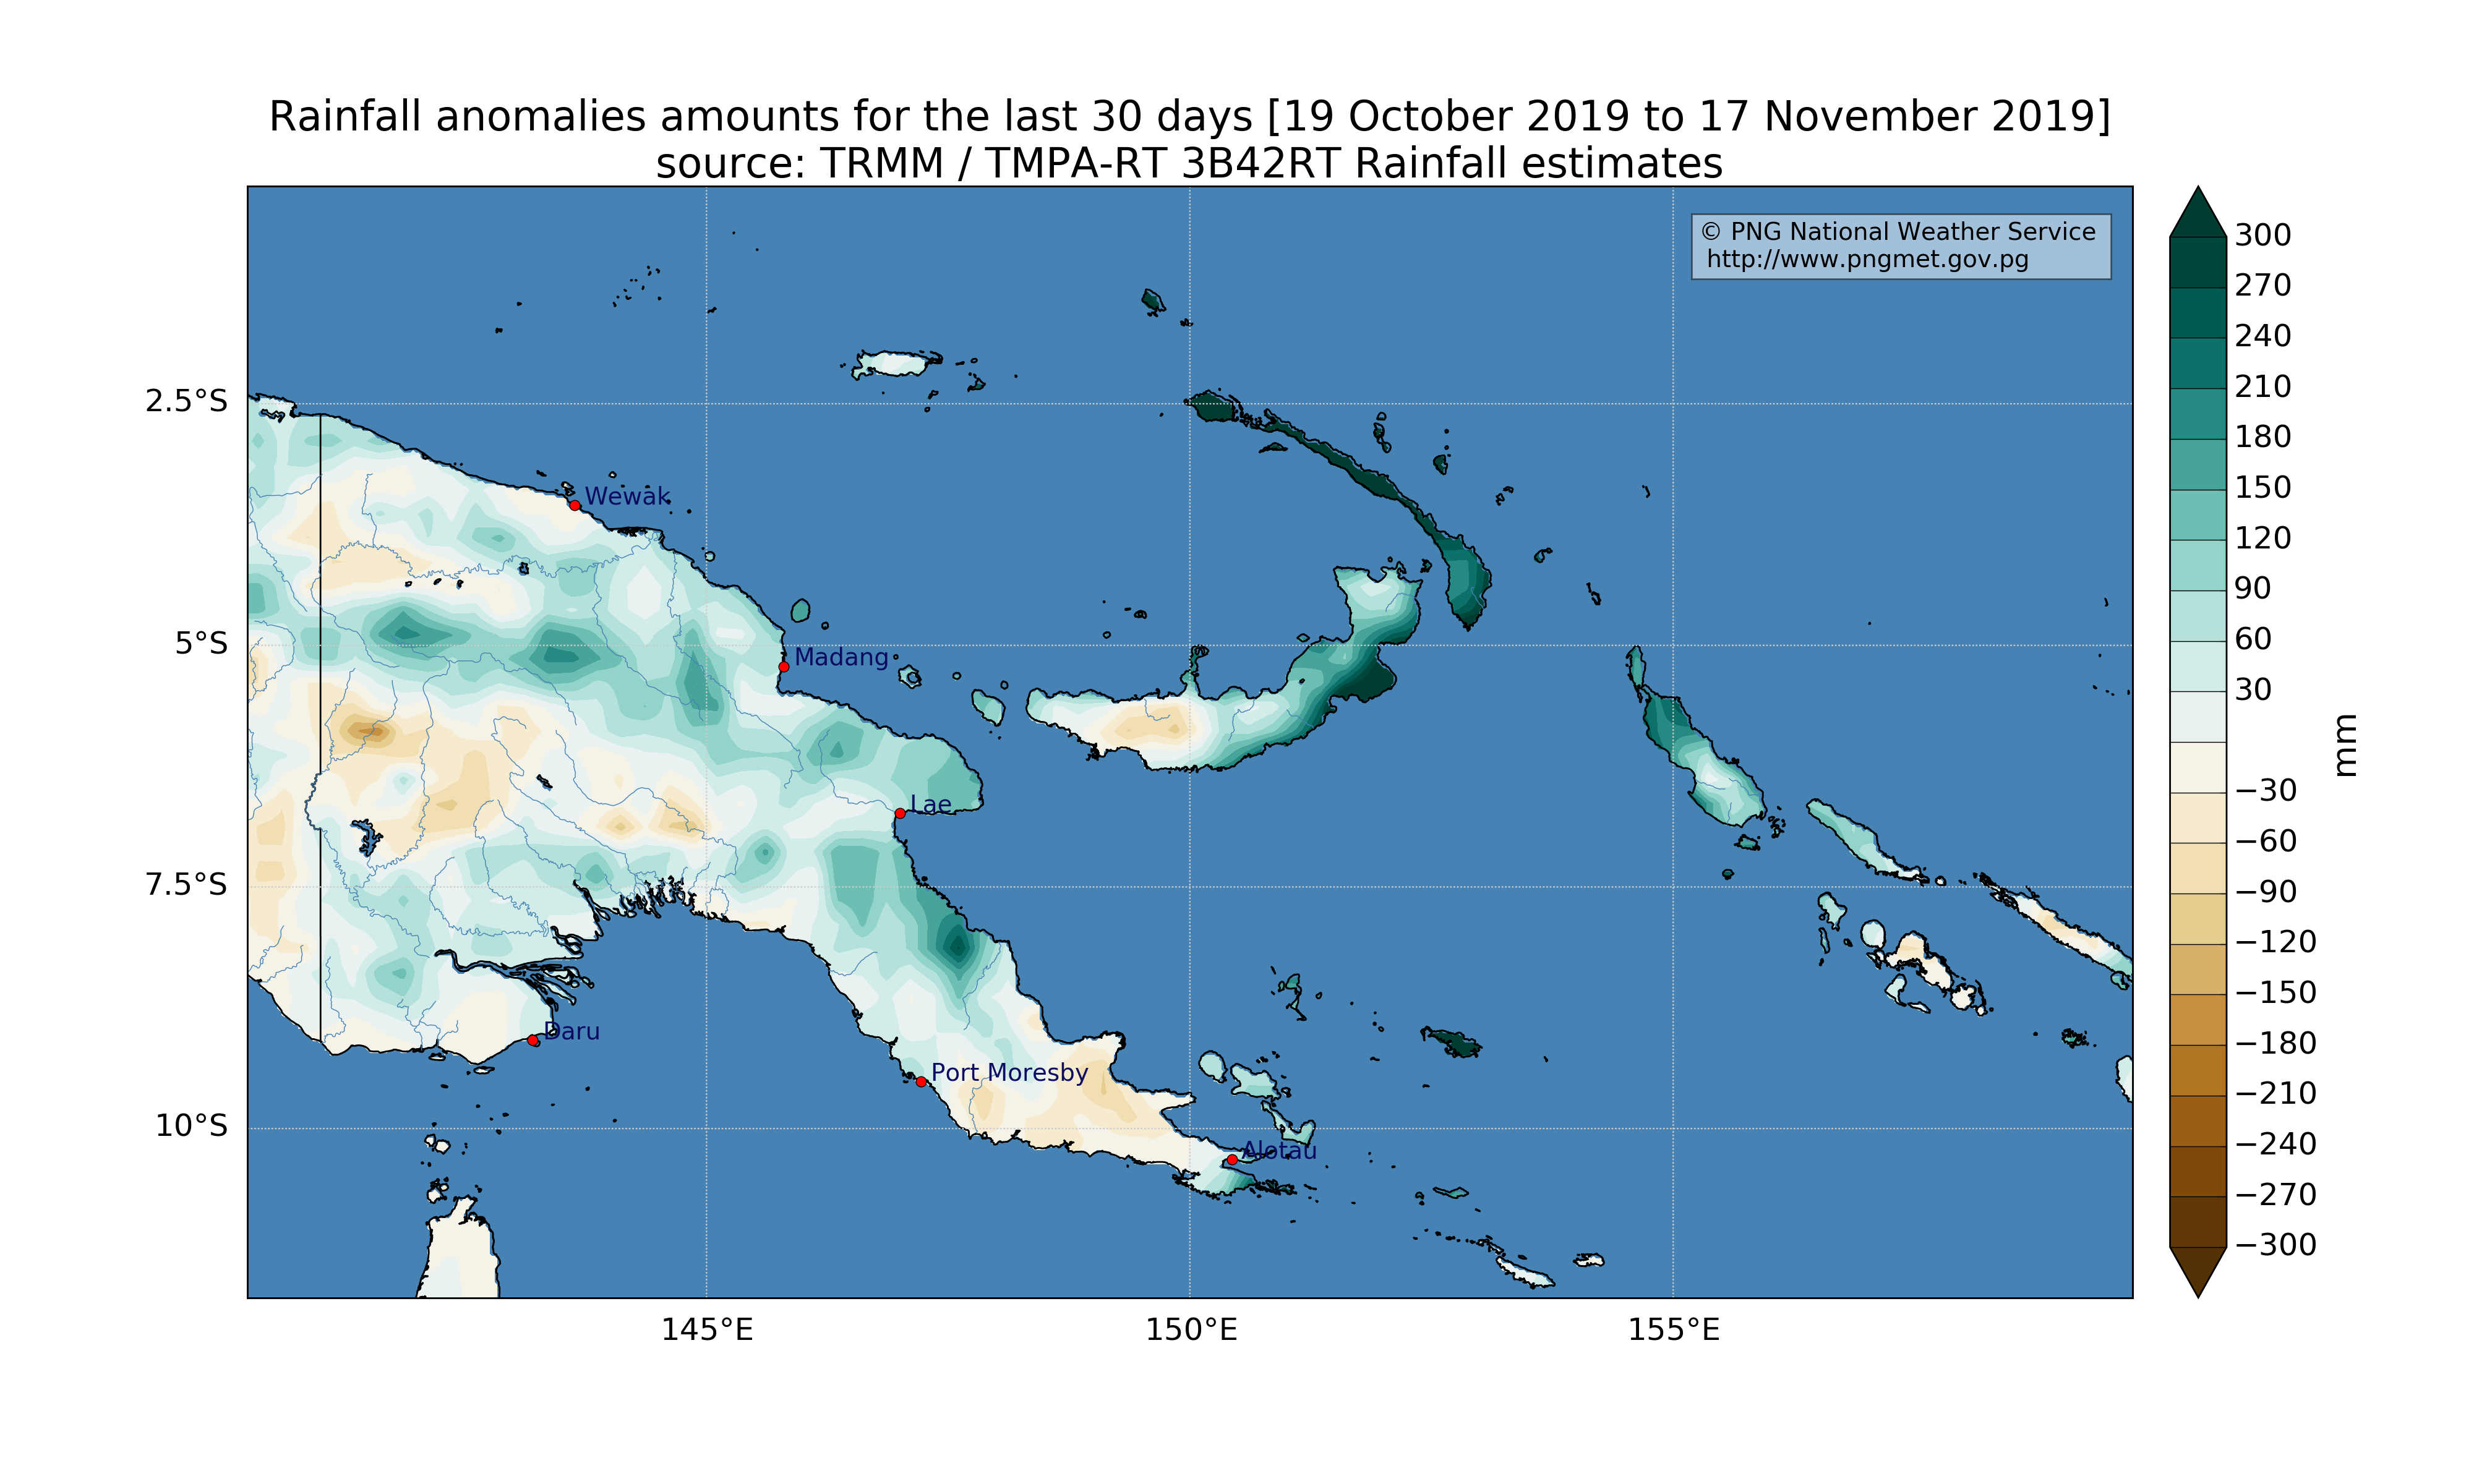 Rainfall anomalies amounts for the last 30 days [19 October 2019 to 17 November 2019]
source: TRMM / TMPA-RT 3B42RT Rainfall estimates
© PNG National Weather Service
http://www.pngmet.gov.pg
2.5°S
5°S
7.5°S
10°S
Wewak
Madang
Lae
Daru
Port Moresby
Alotau
145°E
150°E
155°E
300
270
240
210
180
150
120
90
60
30
−30
−60
−90
−120
−150
−180
−210
−240
−270
−300
mm